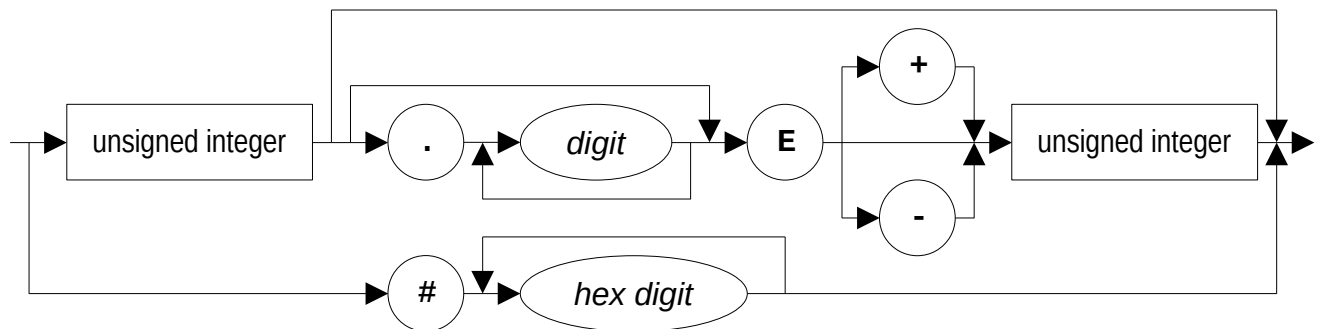 +
unsigned integer
.
digit
E
unsigned integer
-
#
hex digit